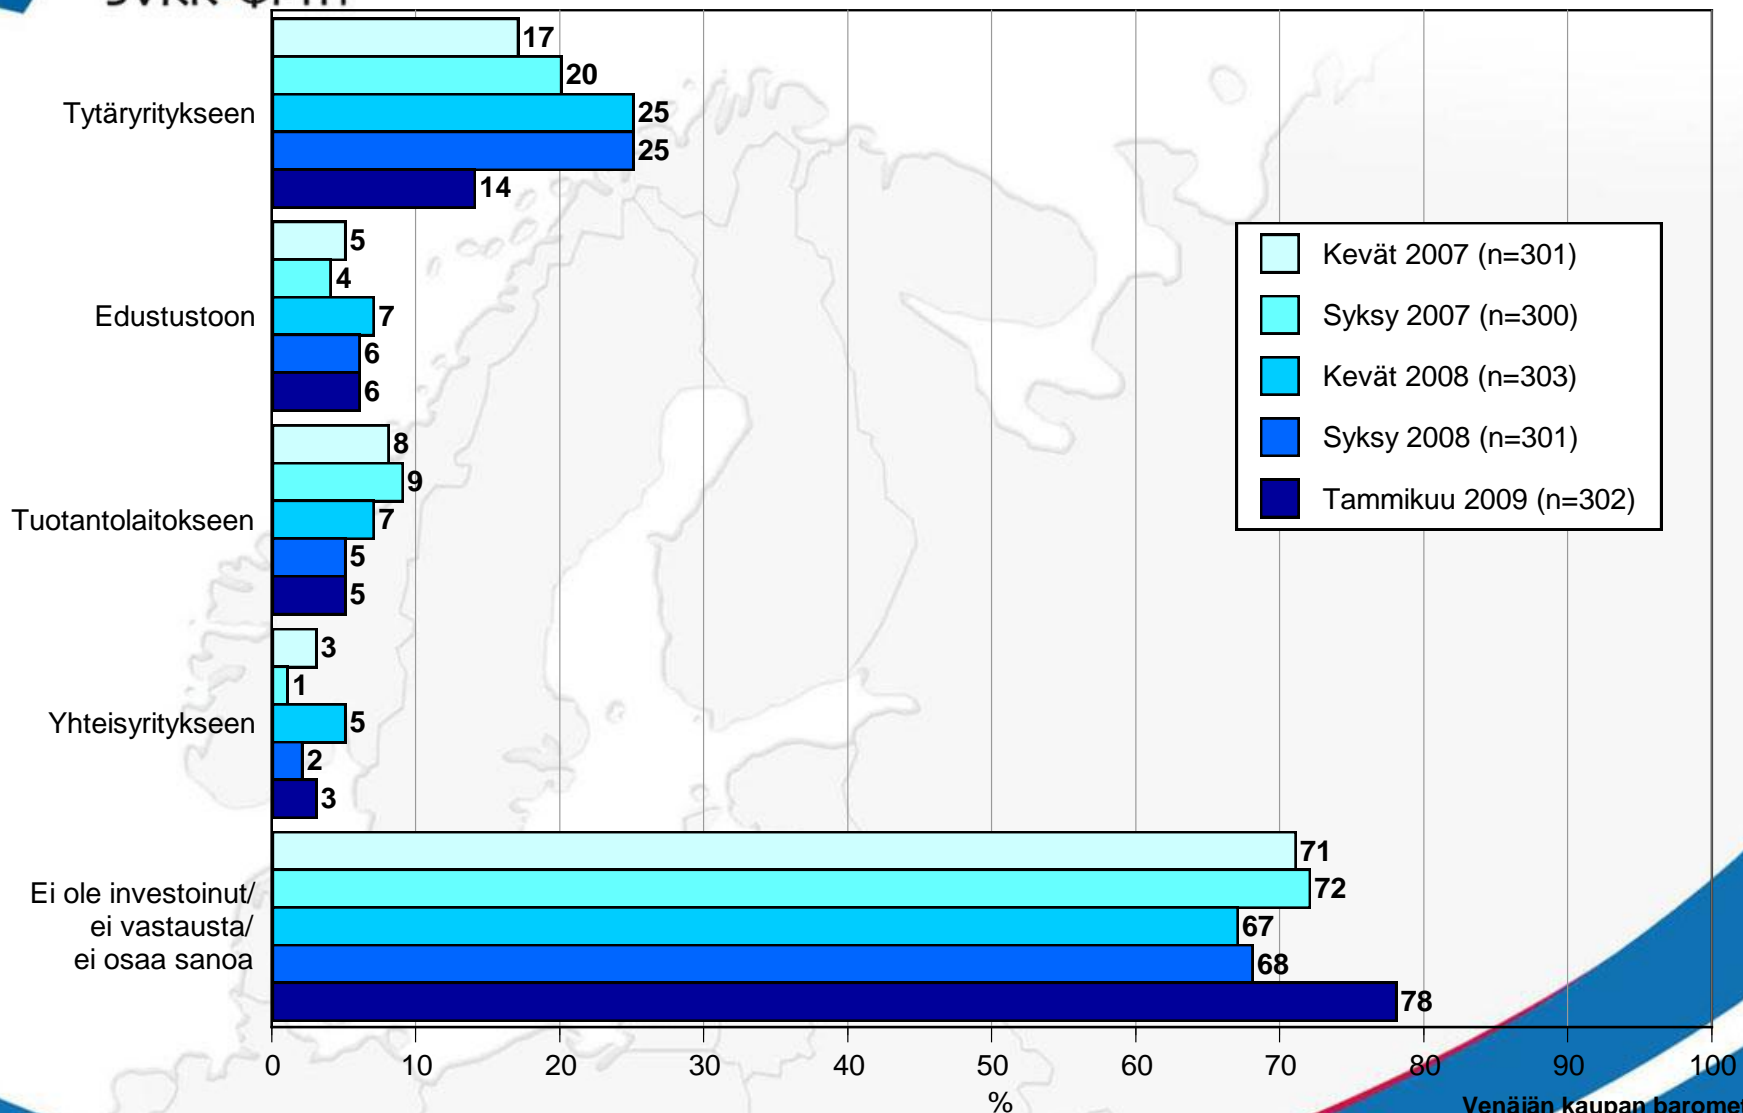 17
20
Tytäryritykseen
25
25
14
5
4
Edustustoon
7
6
6
8
9
Tuotantolaitokseen
7
5
5
3
1
Yhteisyritykseen
5
2
3
71
Ei ole investoinut/
ei vastausta/
ei osaa sanoa
72
67
68
78
Kevät 2007 (n=301)
Syksy 2007 (n=300)
Kevät 2008 (n=303)
Syksy 2008 (n=301)
Tammikuu 2009 (n=302)
0 10 20 30 40 50 60 70 80 90 100
%
Venäjän kaupan